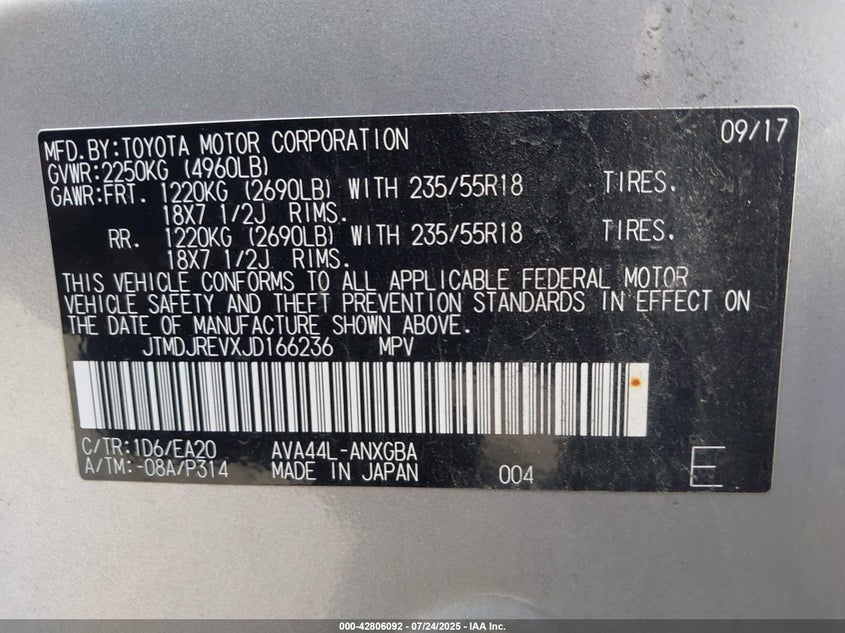 MFD.BY:TOYOTA MOTOR CORPORATION 09/17
GVWR:2250KG (4960LB)
GAWR:FRT. 1220KG (2690LB) WITH 235/55R18 TIRES.
18X7 1/2J RIMS.
RR. 1220KG (2690LB) WITH 235/55R18 TIRES.
18X7 1/2J RIMS.
THIS VEHICLE CONFORMS TO ALL APPLICABLE FEDERAL MOTOR
VEHICLE SAFETY AND THEFT PREVENTION STANDARDS IN EFFECT ON
THE DATE OF MANUFACTURE SHOWN ABOVE.
JTMDJREVXJD166236 MPV
C/TR:1D6/EA20 AVA44L-ANXGBA
A/TM:-08A/P314 MADE IN JAPAN 004 E
000-42806092 - 07/24/2025 - IAA Inc.